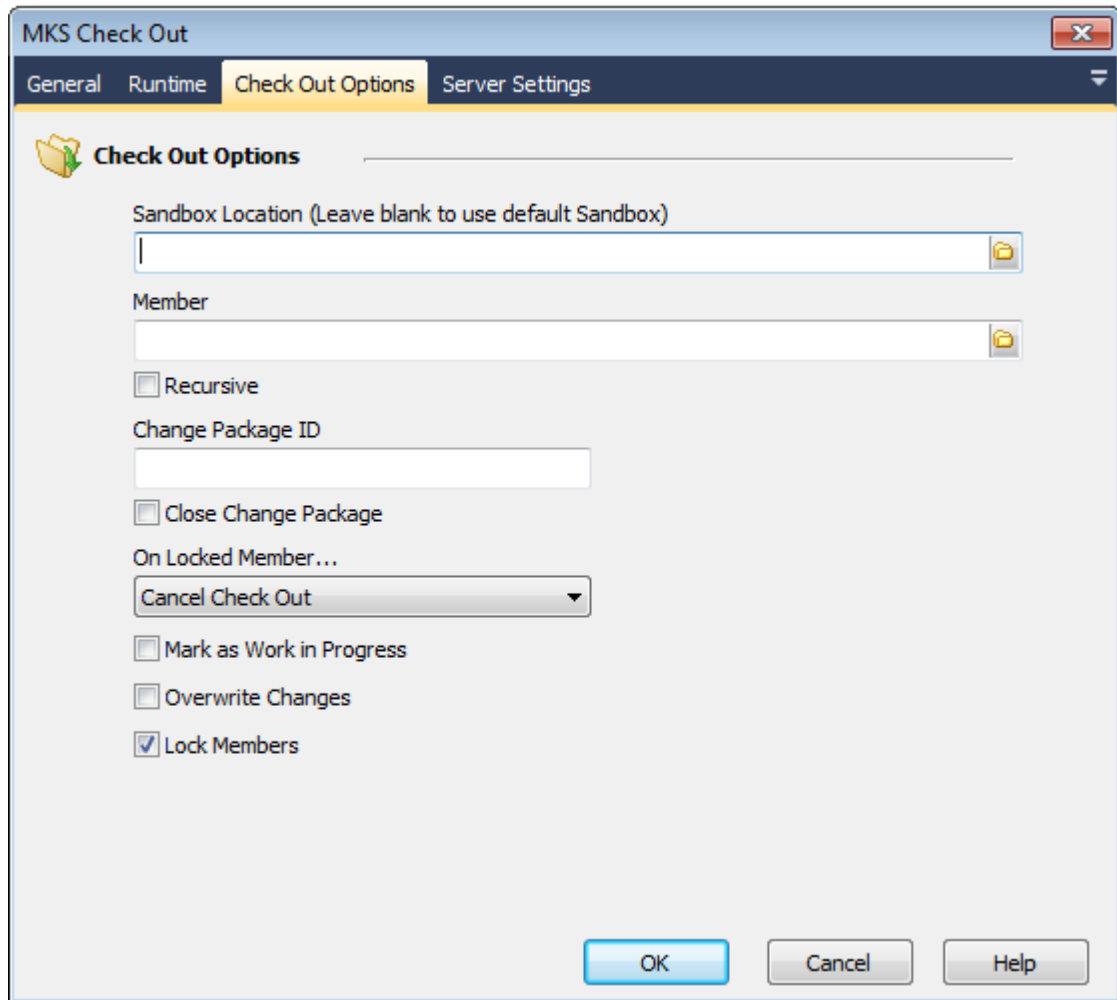 MKS Check Out
General Runtime Check Out Options Server Settings
Check Out Options
Sandbox Location (Leave blank to use default Sandbox)
Member
Recursive
Change Package ID
Close Change Package
On Locked Member...
Cancel Check Out
Mark as Work in Progress
Overwrite Changes
Lock Members
OK Cancel Help